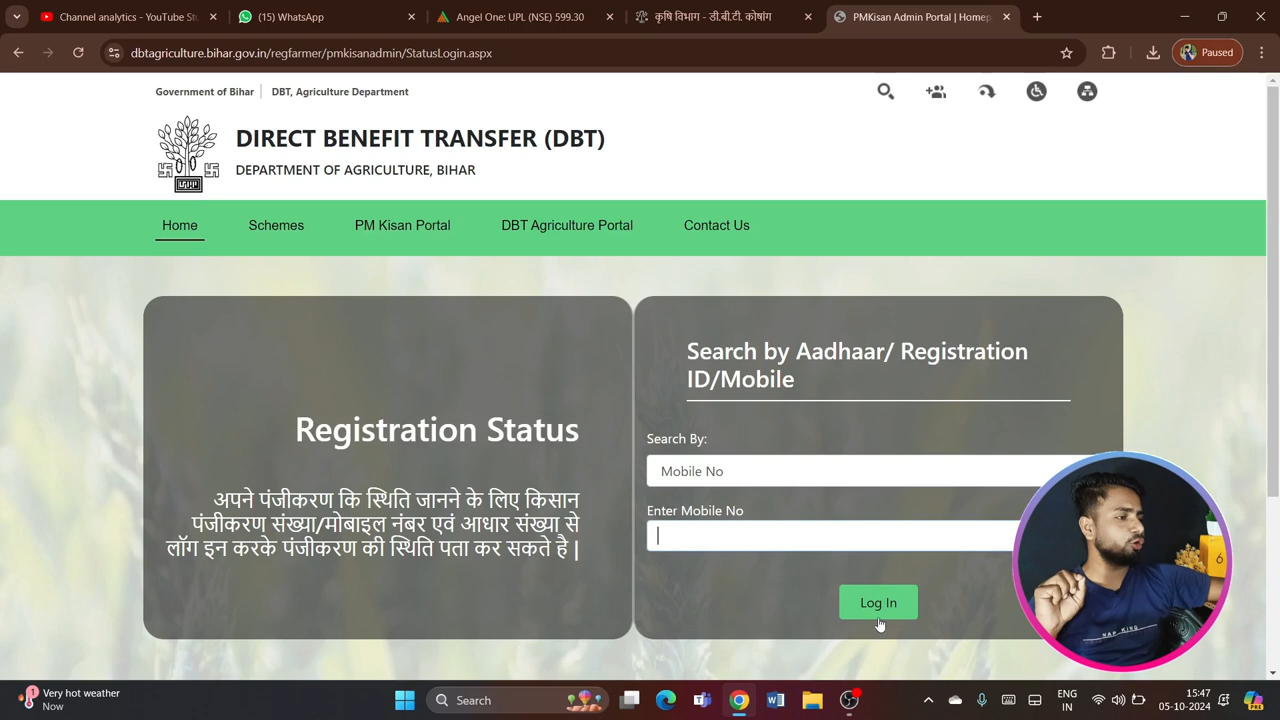 Channel analytics - YouTube St
(15) WhatsApp
Angel One: UPL (NSE) 599.30
कृषि विभाग - डी.बी.टी. कोषांग
PMKisan Admin Portal | Homep
dbtagriculture.bihar.gov.in/regfarmer/pmkisanadmin/StatusLogin.aspx
Paused
Government of Bihar
DBT, Agriculture Department
DIRECT BENEFIT TRANSFER (DBT)
DEPARTMENT OF AGRICULTURE, BIHAR
Home
Schemes
PM Kisan Portal
DBT Agriculture Portal
Contact Us
Registration Status
अपने पंजीकरण कि स्थिति जानने के लिए किसान
पंजीकरण संख्या/मोबाइल नंबर एवं आधार संख्या से
लॉग इन करके पंजीकरण की स्थिति पता कर सकते है |
Search by Aadhaar/ Registration
ID/Mobile
Search By:
Mobile No
Enter Mobile No
Log In
6
NAP KING
1
Very hot weather
Now
Search
ENG
IN
15:47
05-10-2024